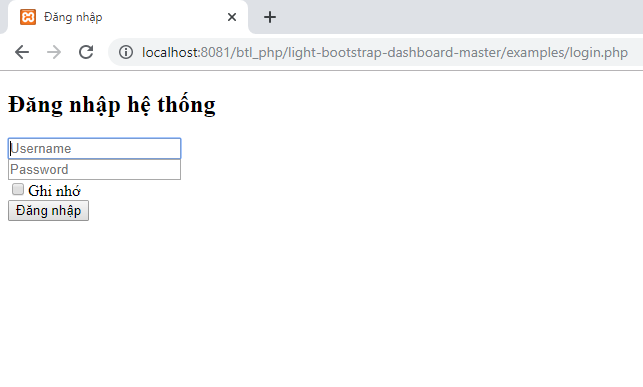 Đăng nhập
localhost:8081/btl_php/light-bootstrap-dashboard-master/examples/login.php
Đăng nhập hệ thống
Username
Password
Ghi nhớ
Đăng nhập